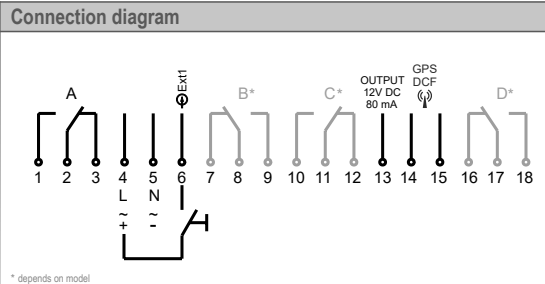 Connection diagram
A
Ext1
B*
C*
OUTPUT
12V DC
80 mA
GPS
DCF
D*
1 2 3 4 5 6 7 8 9 10 11 12 13 14 15 16 17 18
L N
~ ~
+ -
* depends on model